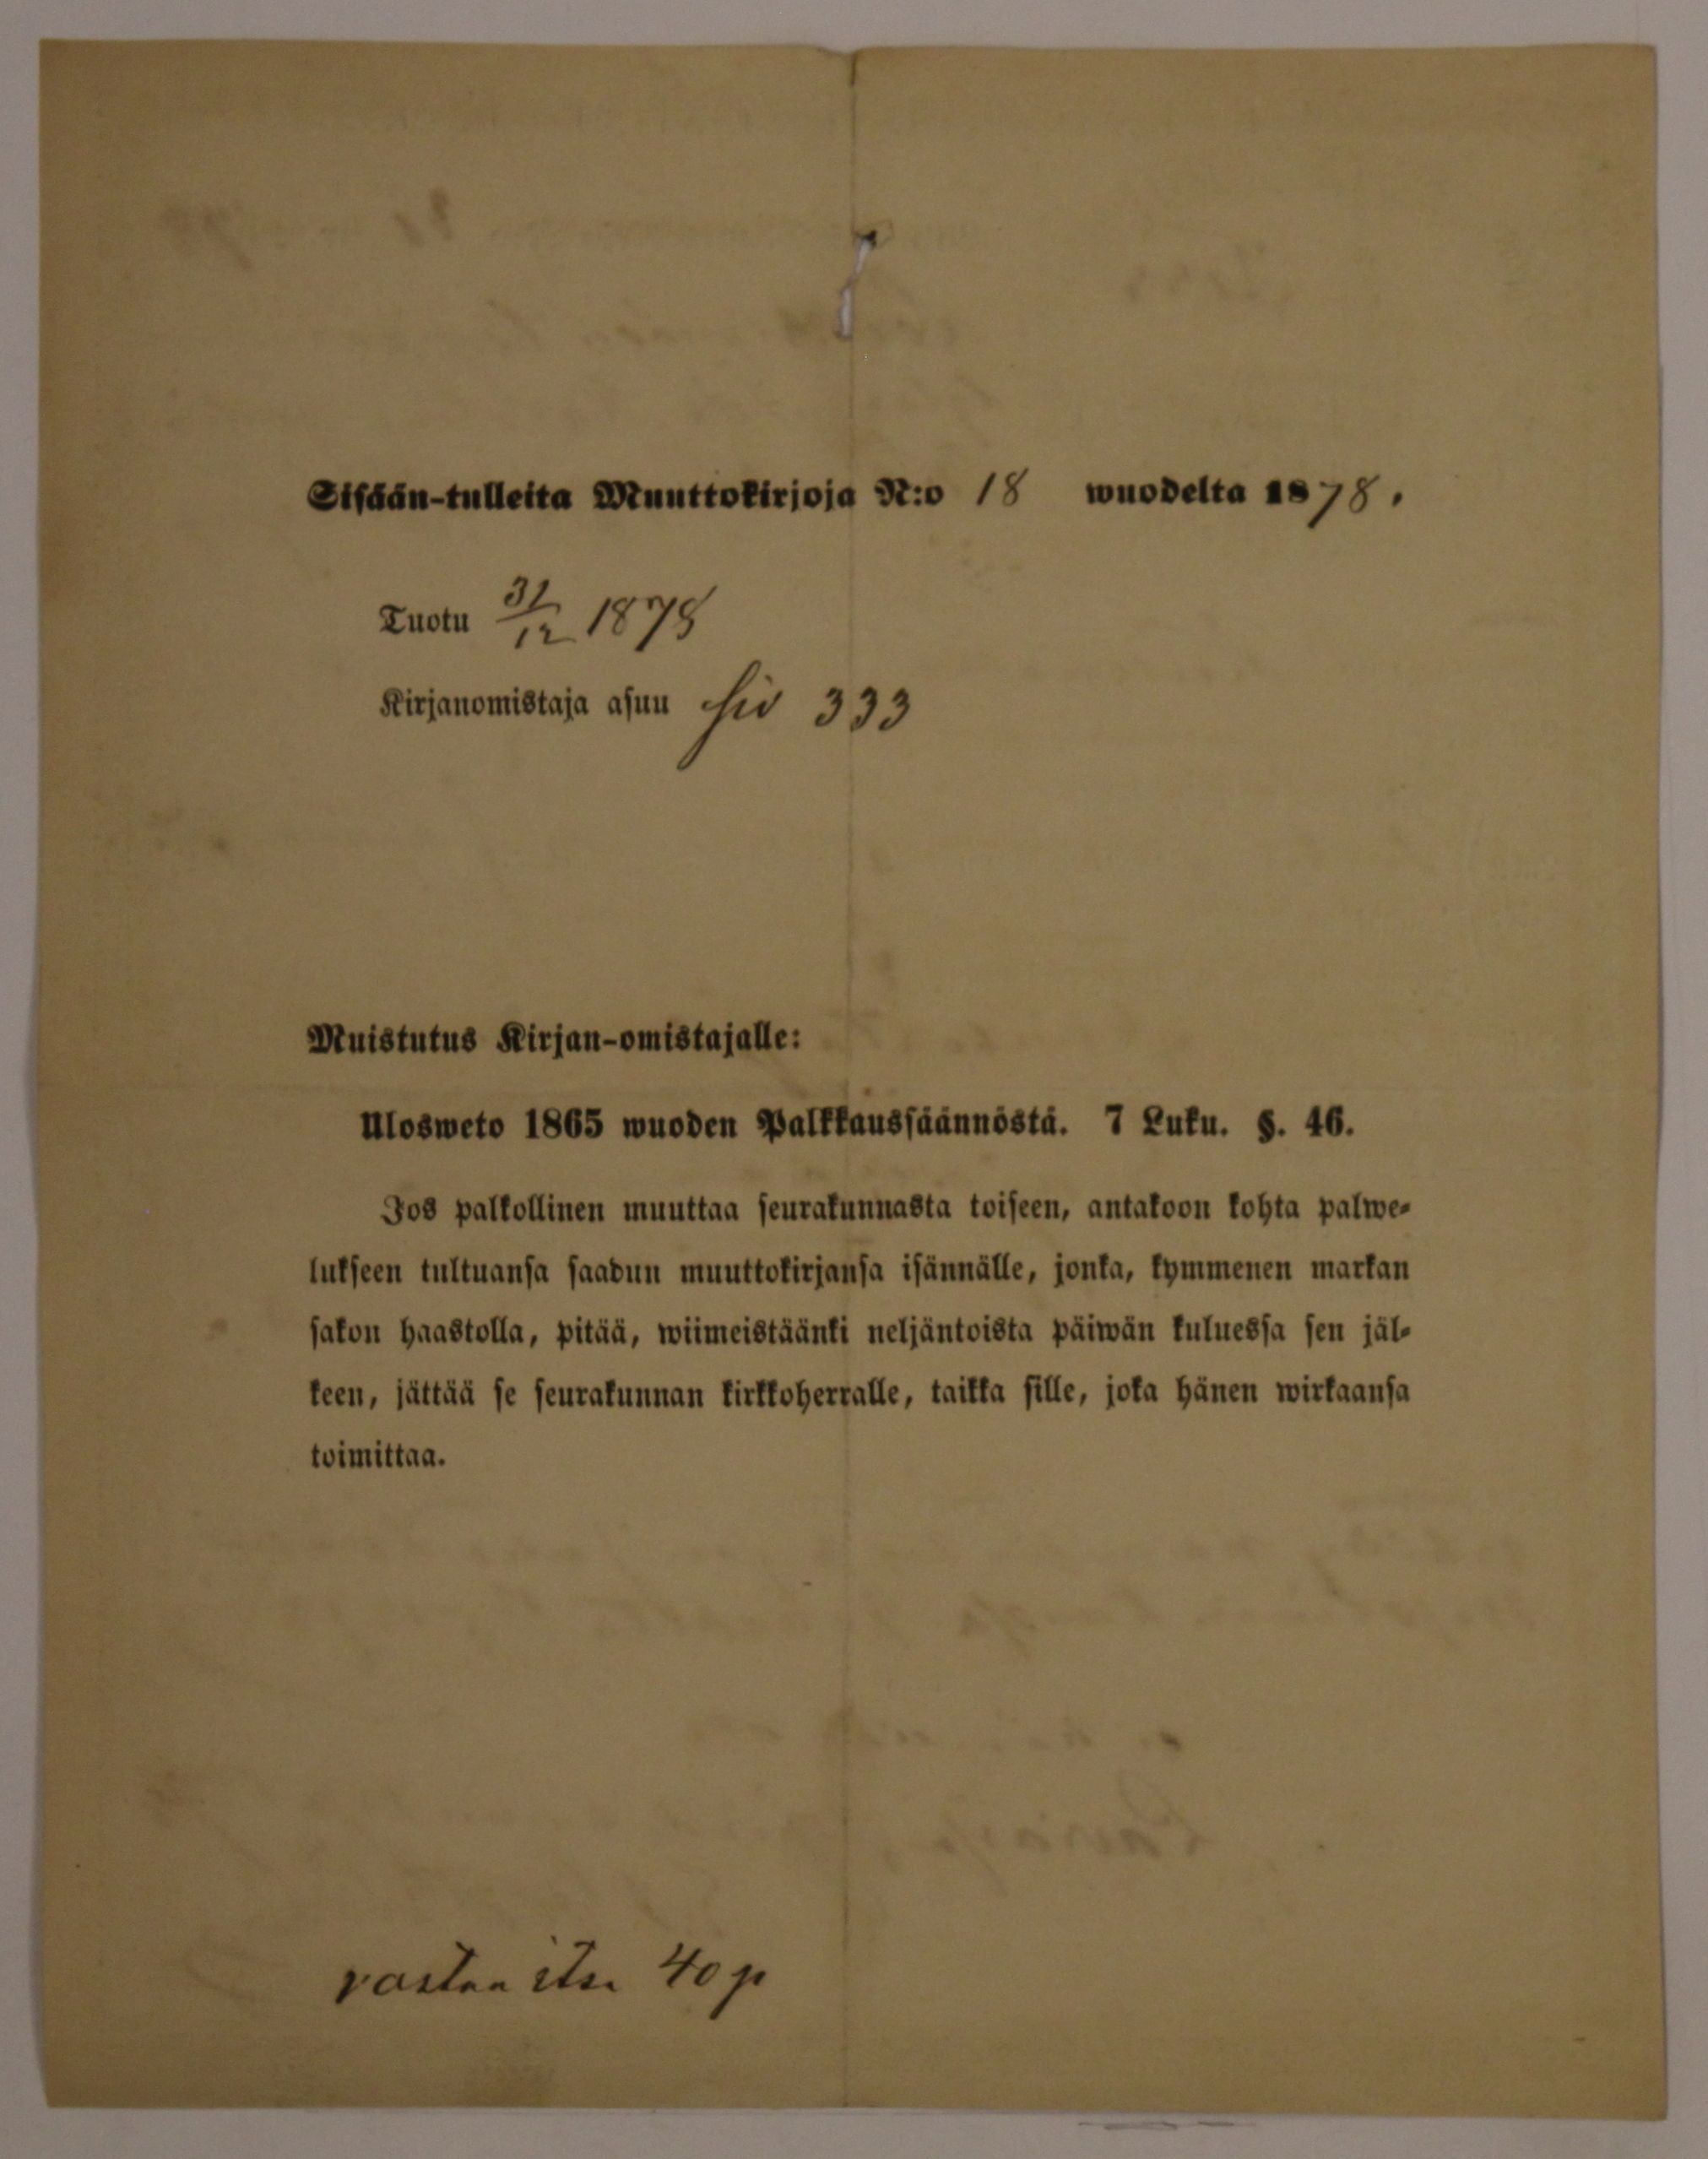 Sisään-tulleita Muuttokirjoja N:o 18 wuodelta 1878.
Tuotu 31/12 1878
Kirjanomistaja asuu siv 333
Muistutus Kirjan-omistajalle:
Ulosweto 1865 wuoden Palkkaussäännöstä. 7 Luku. §. 46.
Jos palkollinen muuttaa seurakunnasta toiseen, antakoon kohta palwe-
lukseen tultuansa saadun muuttokirjansa isännälle, jonka, kymmenen markan
sakon haastolla, pitää, wiimeistäänki neljäntoista päiwän kuluessa sen jäl-
keen, jättää se seurakunnan kirkkoherralle, taikka sille, joka hänen wirkaansa
toimittaa.
40 p